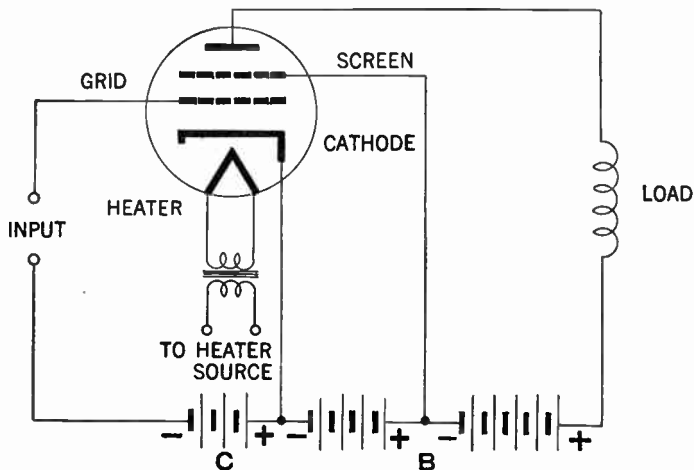 SCREEN
GRID
CATHODE
HEATER
LOAD
INPUT
TO HEATER
SOURCE
- + - + - +
C B